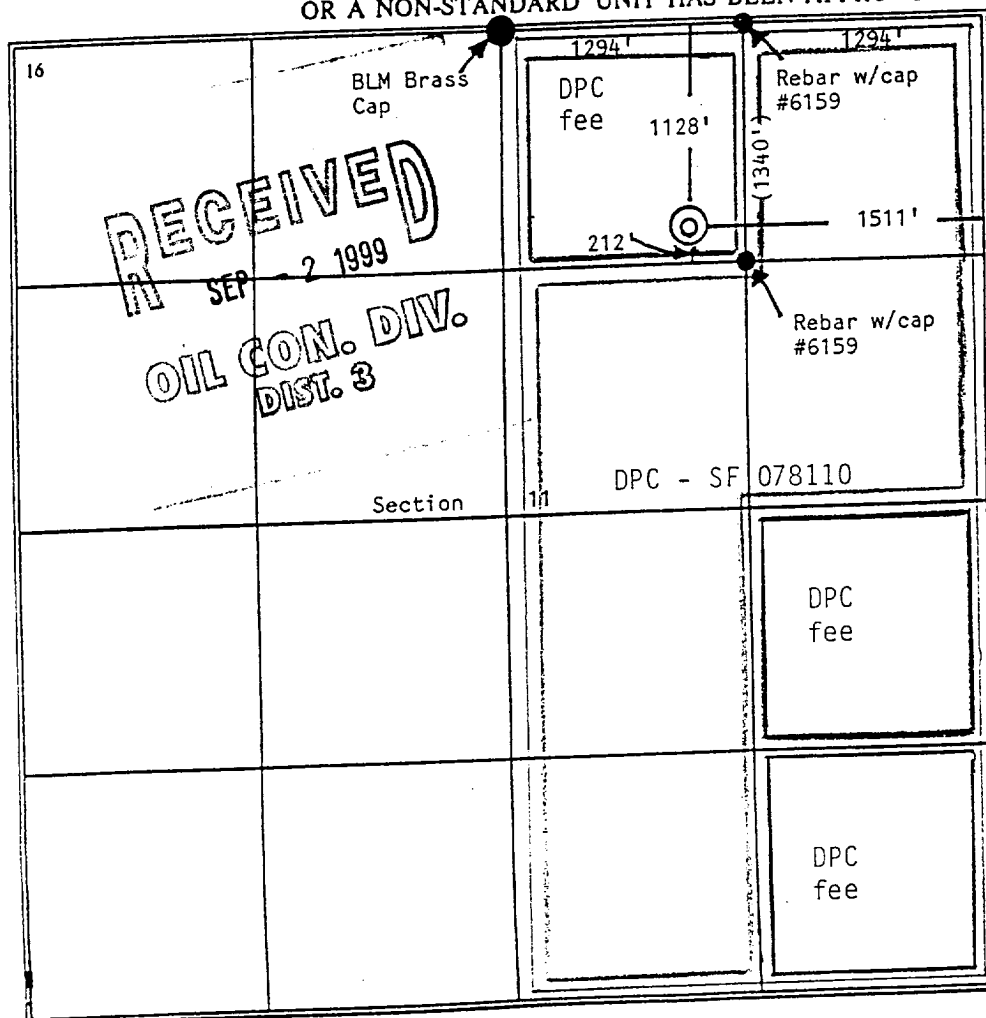 OR A NON-STANDARD UNIT HAS BEEN
16
1294'
1294'
BLM Brass
Cap
DPC
fee
Rebar w/cap
#6159
1128'
(1340')
RECEIVED
SEP - 2 1999
OIL CON. DIV.
DIST. 3
1511'
212'
Rebar w/cap
#6159
DPC - SF 078110
Section 11
DPC
fee
DPC
fee